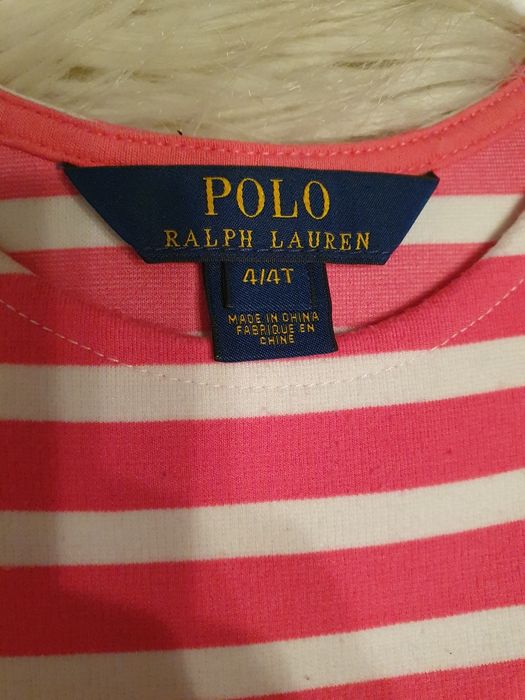 POLO
RALPH LAUREN
4/4T
MADE IN CHINA
FABRIQUE EN
CHINE